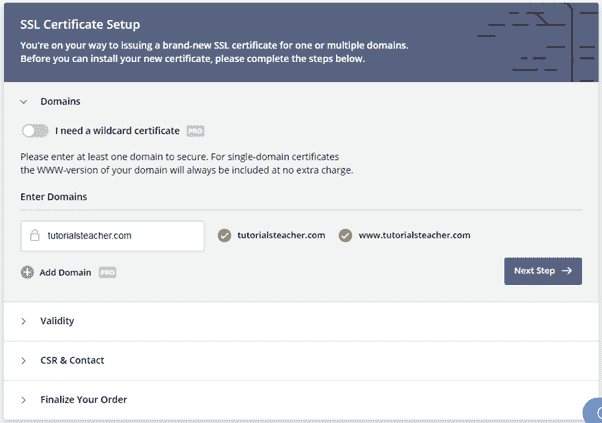 SSL Certificate Setup
You're on your way to issuing a brand-new SSL certificate for one or multiple domains.
Before you can install your new certificate, please complete the steps below.
Domains
I need a wildcard certificate PRO
Please enter at least one domain to secure. For single-domain certificates
the WWW-version of your domain will always be included at no extra charge.
Enter Domains
tutorialsteacher.com tutorialsteacher.com www.tutorialsteacher.com
Add Domain PRO Next Step
Validity
CSR & Contact
Finalize Your Order